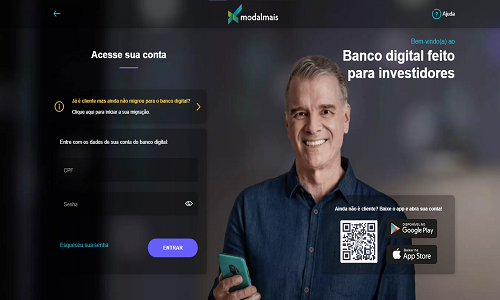 modalmais
Ajuda
Acesse sua conta
Já é cliente mas ainda não migrou para o banco digital?
Clique aqui para iniciar a sua migração.
Entre com os dados de sua conta do banco digital:
CPF
Senha
Esqueceu sua senha
ENTRAR
Bem-vindo(a) ao
Banco digital feito
para investidores
Ainda não é cliente? Baixe o app e abra sua conta!
DISPONÍVEL NO
Google Play
Baixar na
App Store